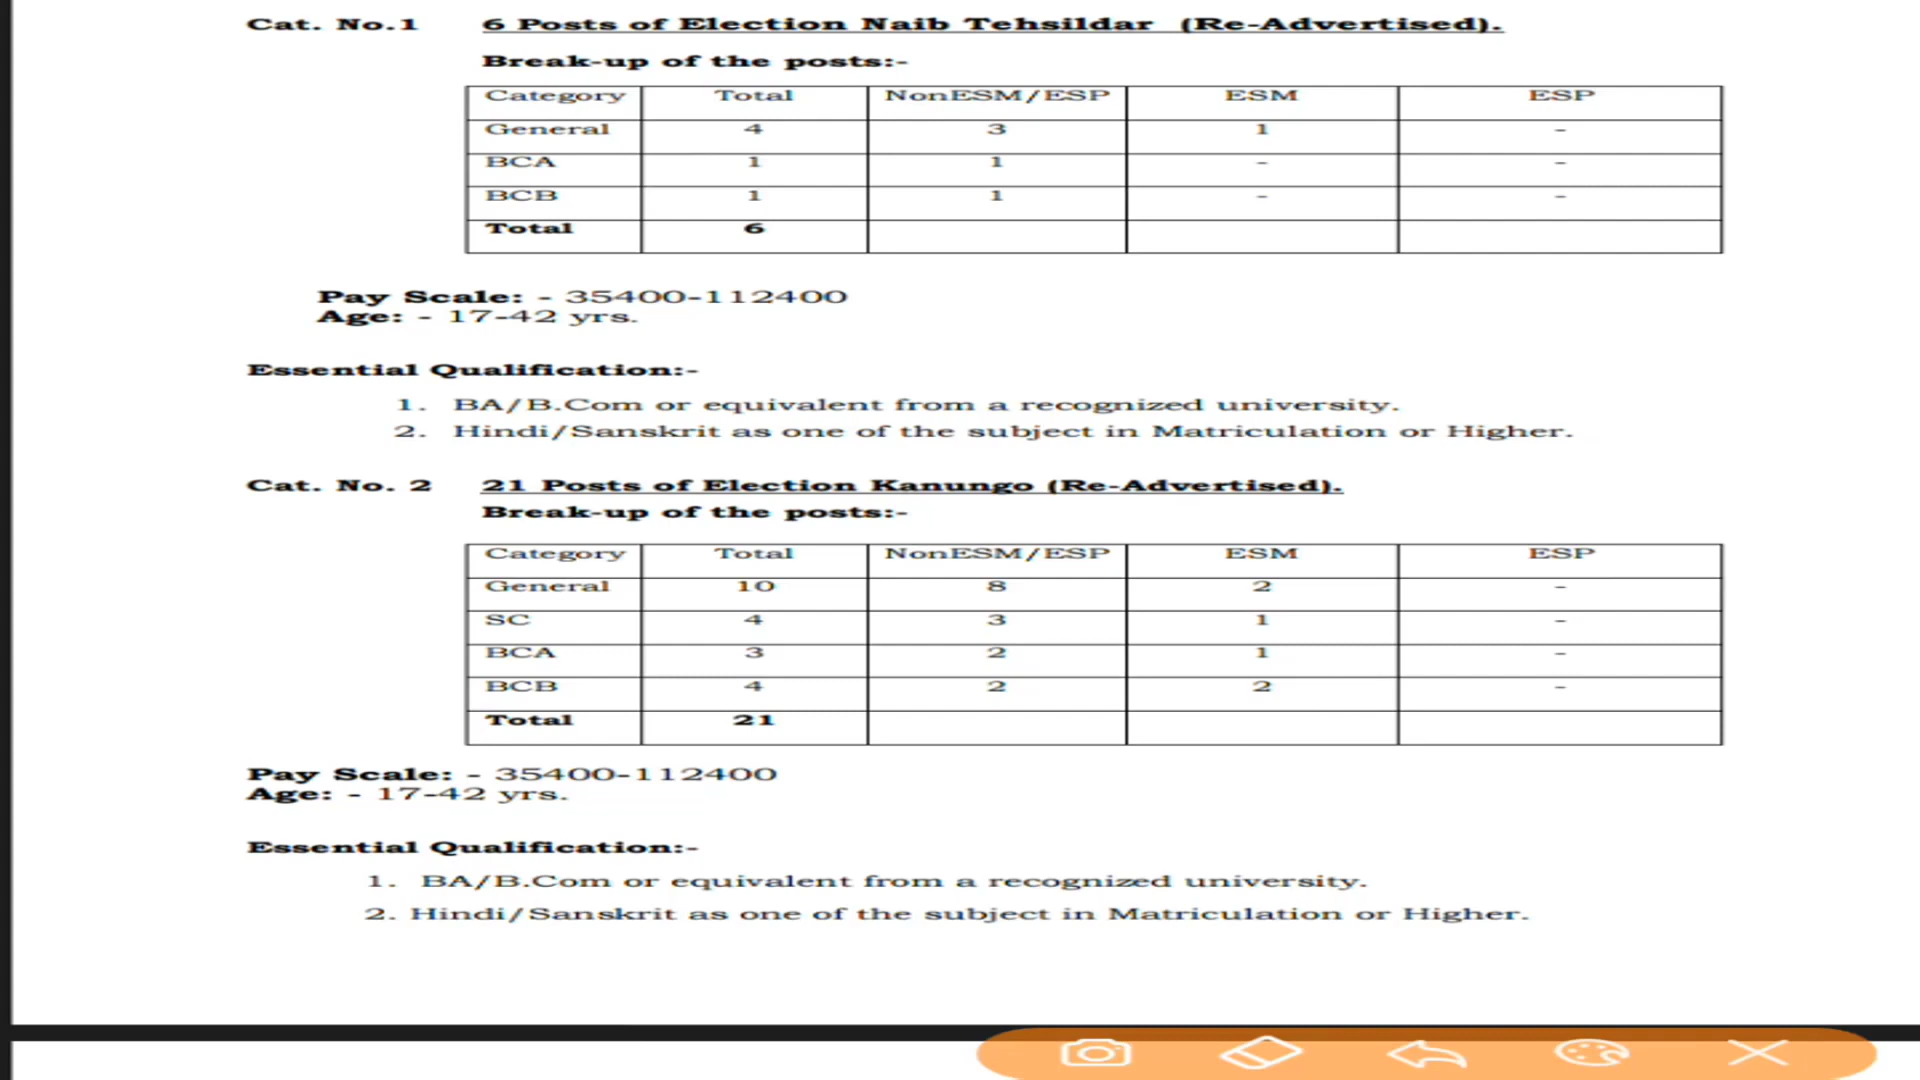 Cat. No.1 6 Posts of Election Naib Tehsildar (Re-Advertised).
Break-up of the posts:-
Category Total NonESM/ESP ESM ESP
General 4 3 1 -
BCA 1 1 - -
BCB 1 1 - -
Total 6
Pay Scale: - 35400-112400
Age: - 17-42 yrs.
Essential Qualification:-
1. BA/B.Com or equivalent from a recognized university.
2. Hindi/Sanskrit as one of the subject in Matriculation or Higher.
Cat. No. 2 21 Posts of Election Kanungo (Re-Advertised).
Break-up of the posts:-
Category Total NonESM/ESP ESM ESP
General 10 8 2 -
SC 4 3 1 -
BCA 3 2 1 -
BCB 4 2 2 -
Total 21
Pay Scale: - 35400-112400
Age: - 17-42 yrs.
Essential Qualification:-
1. BA/B.Com or equivalent from a recognized university.
2. Hindi/Sanskrit as one of the subject in Matriculation or Higher.